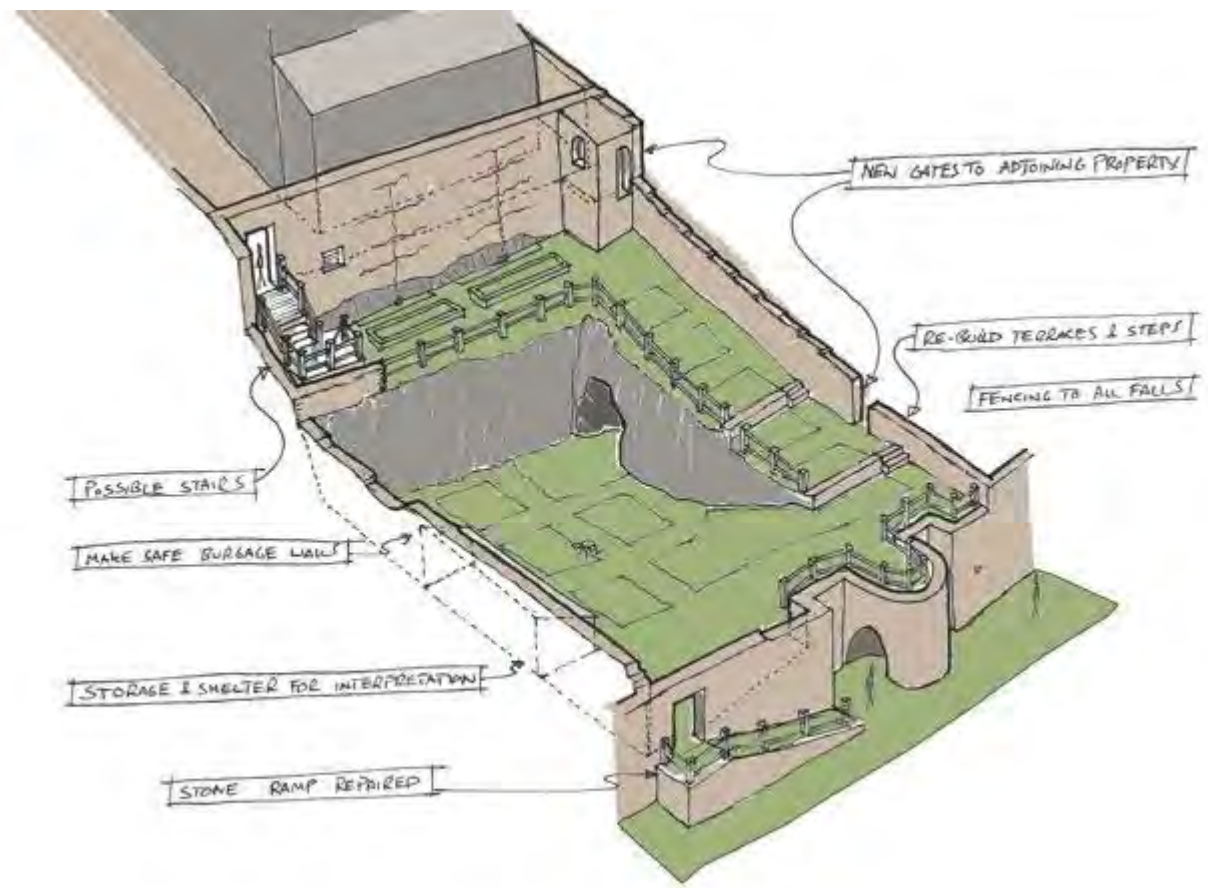 NEW GATES TO ADJOINING PROPERTY
RE-BUILD TERRACES & STEPS
FENCING TO ALL FALLS
POSSIBLE STAIRS
MAKE SAFE BURGAGE WALLS
STORAGE & SHELTER FOR INTERPRETATION
STONE RAMP REPAIRED